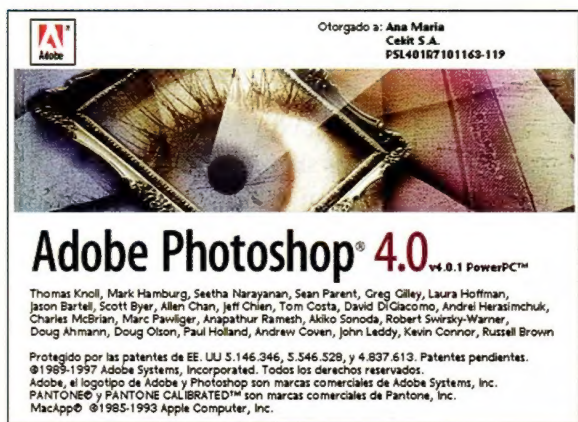 Adobe
Otorgado a: Ana Maria
Cekit S.A.
PSL401R7101163-119
Adobe Photoshop® 4.0 v4.0.1 PowerPC™
Thomas Knoll, Mark Hamburg, Seetha Narayanan, Sean Parent, Greg Gilley, Laura Hoffman,
Jason Bartell, Scott Byer, Allen Chan, Jeff Chien, Tom Costa, David DiGiacomo, Andrei Herasimchuk,
Charles McBrian, Marc Pawliger, Anapathur Ramesh, Akiko Sonoda, Robert Swirsky-Warner,
Doug Ahmann, Doug Olson, Paul Holland, Andrew Coven, John Leddy, Kevin Connor, Russell Brown
Protegido por las patentes de EE. UU 5.146.346, 5.546.528, y 4.837.613. Patentes pendientes.
©1989-1997 Adobe Systems, Incorporated. Todos los derechos reservados.
Adobe, el logotipo de Adobe y Photoshop son marcas comerciales de Adobe Systems, Inc.
PANTONE® y PANTONE CALIBRATED™ son marcas comerciales de Pantone, Inc.
MacApp® ©1985-1993 Apple Computer, Inc.